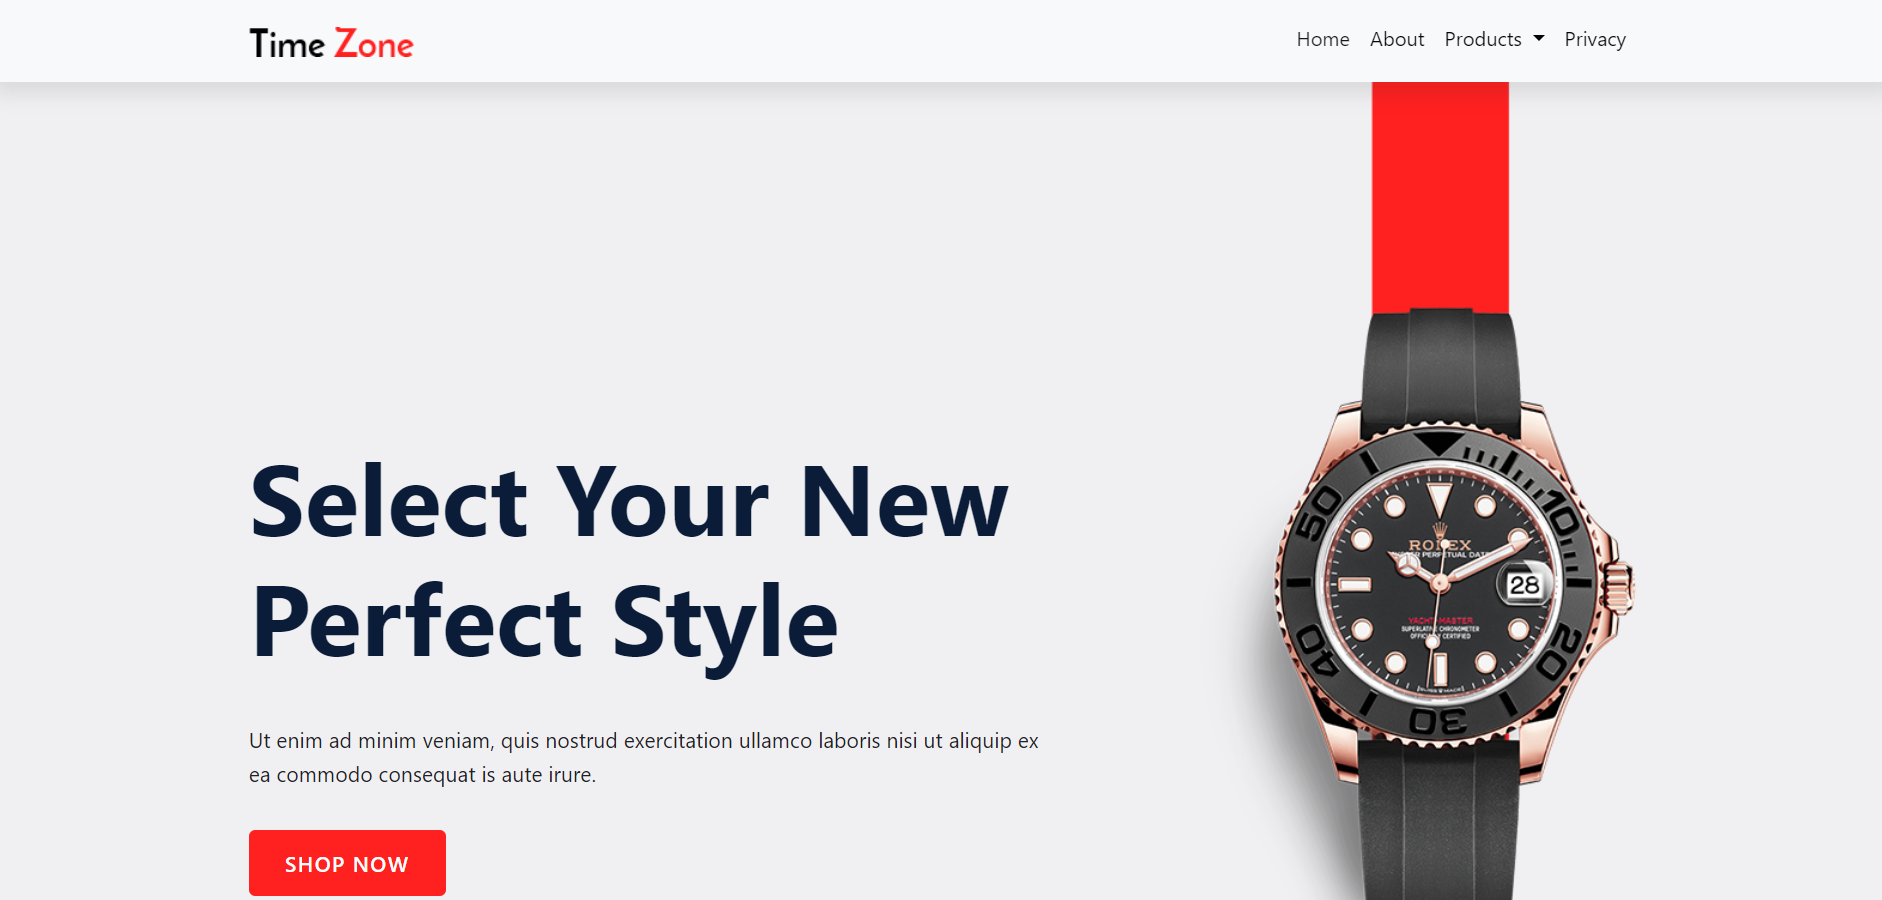 Time Zone
Home About Products Privacy
Select Your New
Perfect Style
Ut enim ad minim veniam, quis nostrud exercitation ullamco laboris nisi ut aliquip ex
ea commodo consequat is aute irure.
SHOP NOW
10
20
30
40
50
ROLEX
PERPETUAL DATE
28
YACHT-MASTER
SUPERLATIVE CHRONOMETER
OFFICIALLY CERTIFIED
SWISS MADE